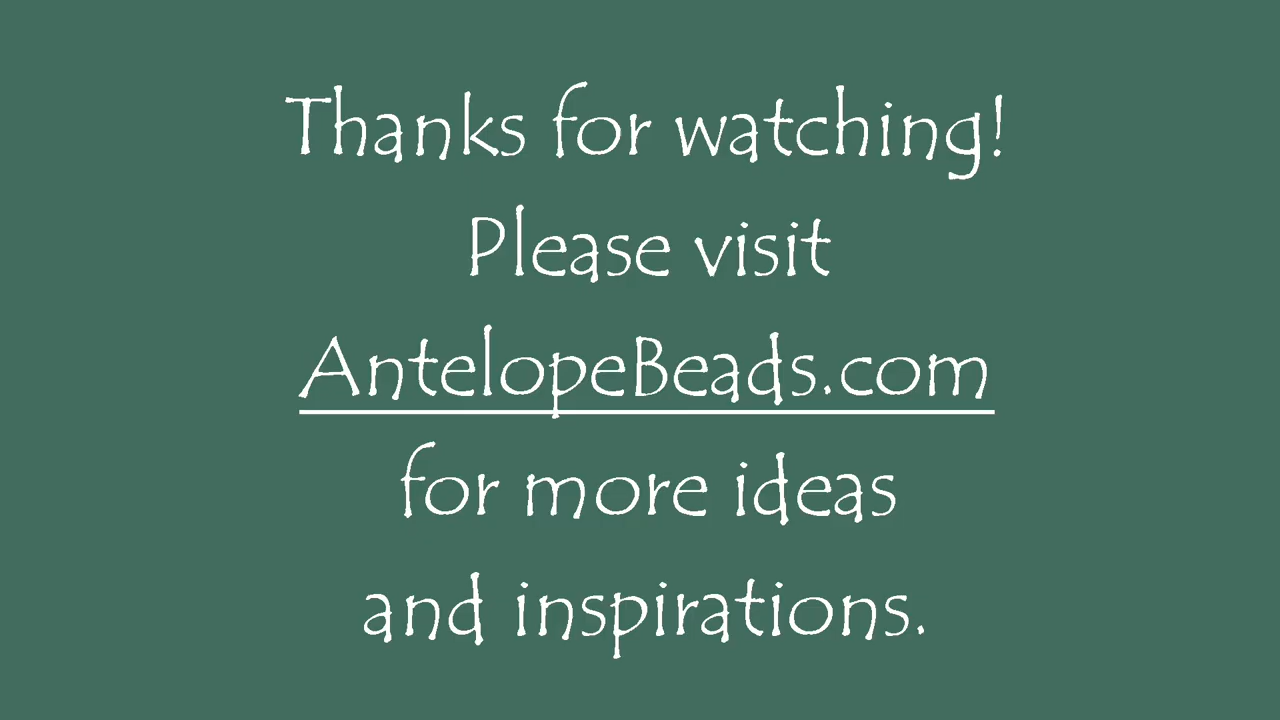 Thanks for watching!
Please visit
AntelopeBeads.com
for more ideas
and inspirations.